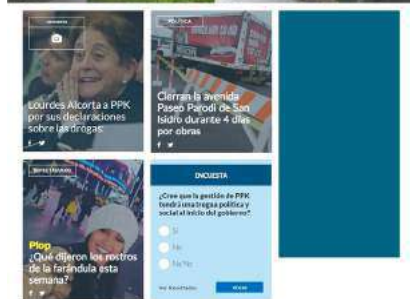 POLÍTICA
Lourdes Alcorta a PPK
por sus declaraciones
sobre las drogas:
Cierran la avenida
Paseo Parodi de San
Isidro durante 4 días
por obras
Plop
¿Qué dijeron los rostros
de la farándula esta
semana?
ENCUESTA
¿Cree que la gestión de PPK
tendrá una tregua política y
social al inicio del gobierno?
Si
No
No/No
Ver Resultados
VOTAR